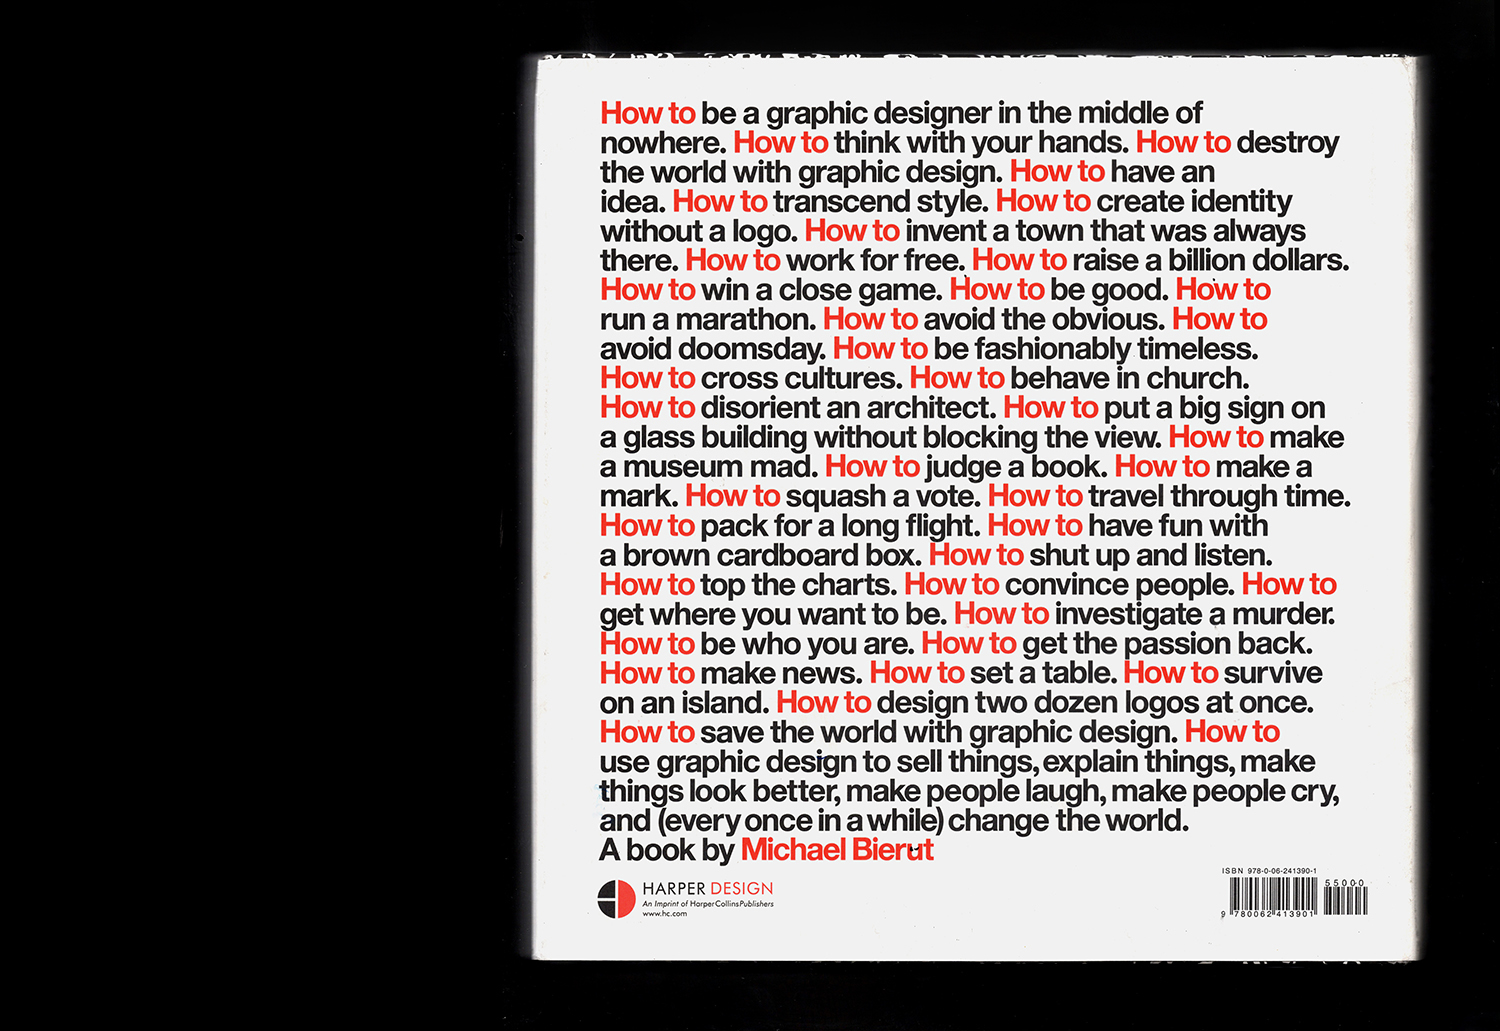 How to be a graphic designer in the middle of
nowhere. How to think with your hands. How to destroy
the world with graphic design. How to have an
idea. How to transcend style. How to create identity
without a logo. How to invent a town that was always
there. How to work for free. How to raise a billion dollars.
How to win a close game. How to be good. How to
run a marathon. How to avoid the obvious. How to
avoid doomsday. How to be fashionably timeless.
How to cross cultures. How to behave in church.
How to disorient an architect. How to put a big sign on
a glass building without blocking the view. How to make
a museum mad. How to judge a book. How to make a
mark. How to squash a vote. How to travel through time.
How to pack for a long flight. How to have fun with
a brown cardboard box. How to shut up and listen.
How to top the charts. How to convince people. How to
get where you want to be. How to investigate a murder.
How to be who you are. How to get the passion back.
How to make news. How to set a table. How to survive
on an island. How to design two dozen logos at once.
How to save the world with graphic design. How to
use graphic design to sell things, explain things, make
things look better, make people laugh, make people cry,
and (every once in a while) change the world.
A book by Michael Bierut
HARPER DESIGN
An Imprint of HarperCollinsPublishers
www.hc.com
ISBN 978-0-06-241390-1
55000
9 780062 413901